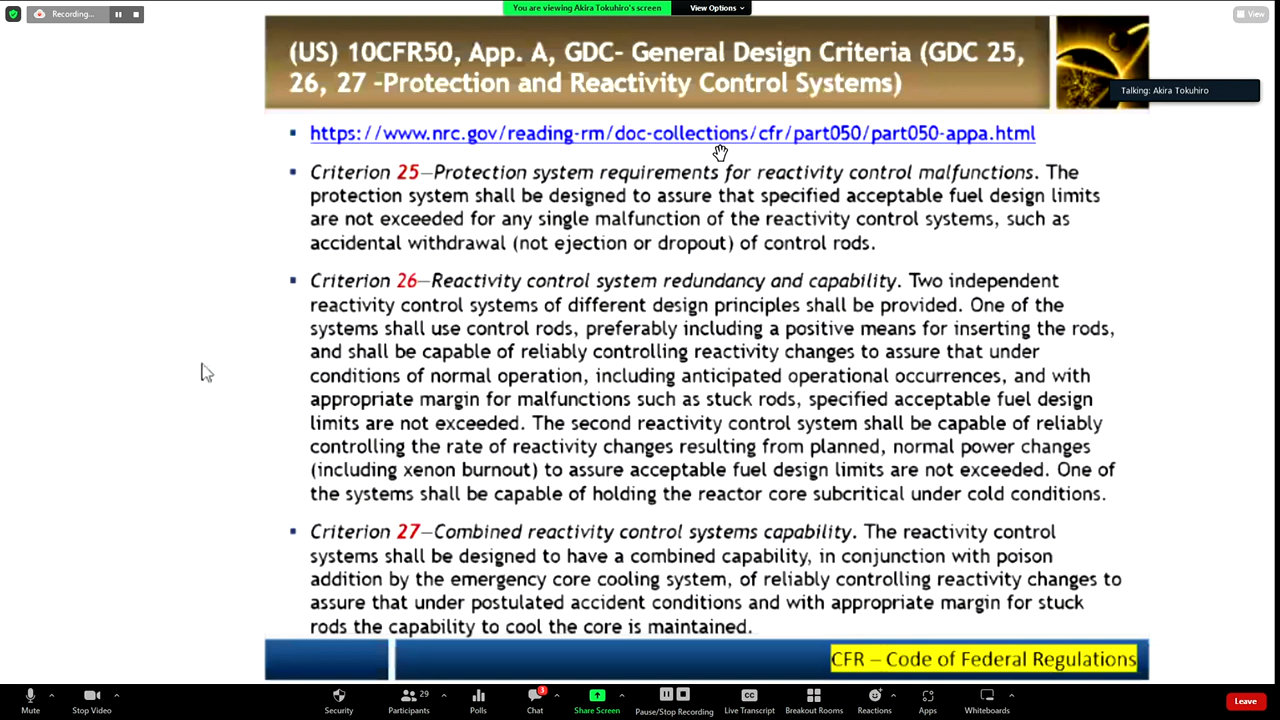 Recording...
You are viewing Akira Tokuhiro's screen
View Options
View
(US) 10CFR50, App. A, GDC- General Design Criteria (GDC 25,
26, 27 -Protection and Reactivity Control Systems)
Talking: Akira Tokuhiro
https://www.nrc.gov/reading-rm/doc-collections/cfr/part050/part050-appa.html
Criterion 25—Protection system requirements for reactivity control malfunctions. The
protection system shall be designed to assure that specified acceptable fuel design limits
are not exceeded for any single malfunction of the reactivity control systems, such as
accidental withdrawal (not ejection or dropout) of control rods.
Criterion 26—Reactivity control system redundancy and capability. Two independent
reactivity control systems of different design principles shall be provided. One of the
systems shall use control rods, preferably including a positive means for inserting the rods,
and shall be capable of reliably controlling reactivity changes to assure that under
conditions of normal operation, including anticipated operational occurrences, and with
appropriate margin for malfunctions such as stuck rods, specified acceptable fuel design
limits are not exceeded. The second reactivity control system shall be capable of reliably
controlling the rate of reactivity changes resulting from planned, normal power changes
(including xenon burnout) to assure acceptable fuel design limits are not exceeded. One of
the systems shall be capable of holding the reactor core subcritical under cold conditions.
Criterion 27—Combined reactivity control systems capability. The reactivity control
systems shall be designed to have a combined capability, in conjunction with poison
addition by the emergency core cooling system, of reliably controlling reactivity changes to
assure that under postulated accident conditions and with appropriate margin for stuck
rods the capability to cool the core is maintained.
CFR – Code of Federal Regulations
29
3
CC
Mute
Stop Video
Security
Participants
Polls
Chat
Share Screen
Pause/Stop Recording
Live Transcript
Breakout Rooms
Reactions
Apps
Whiteboards
Leave